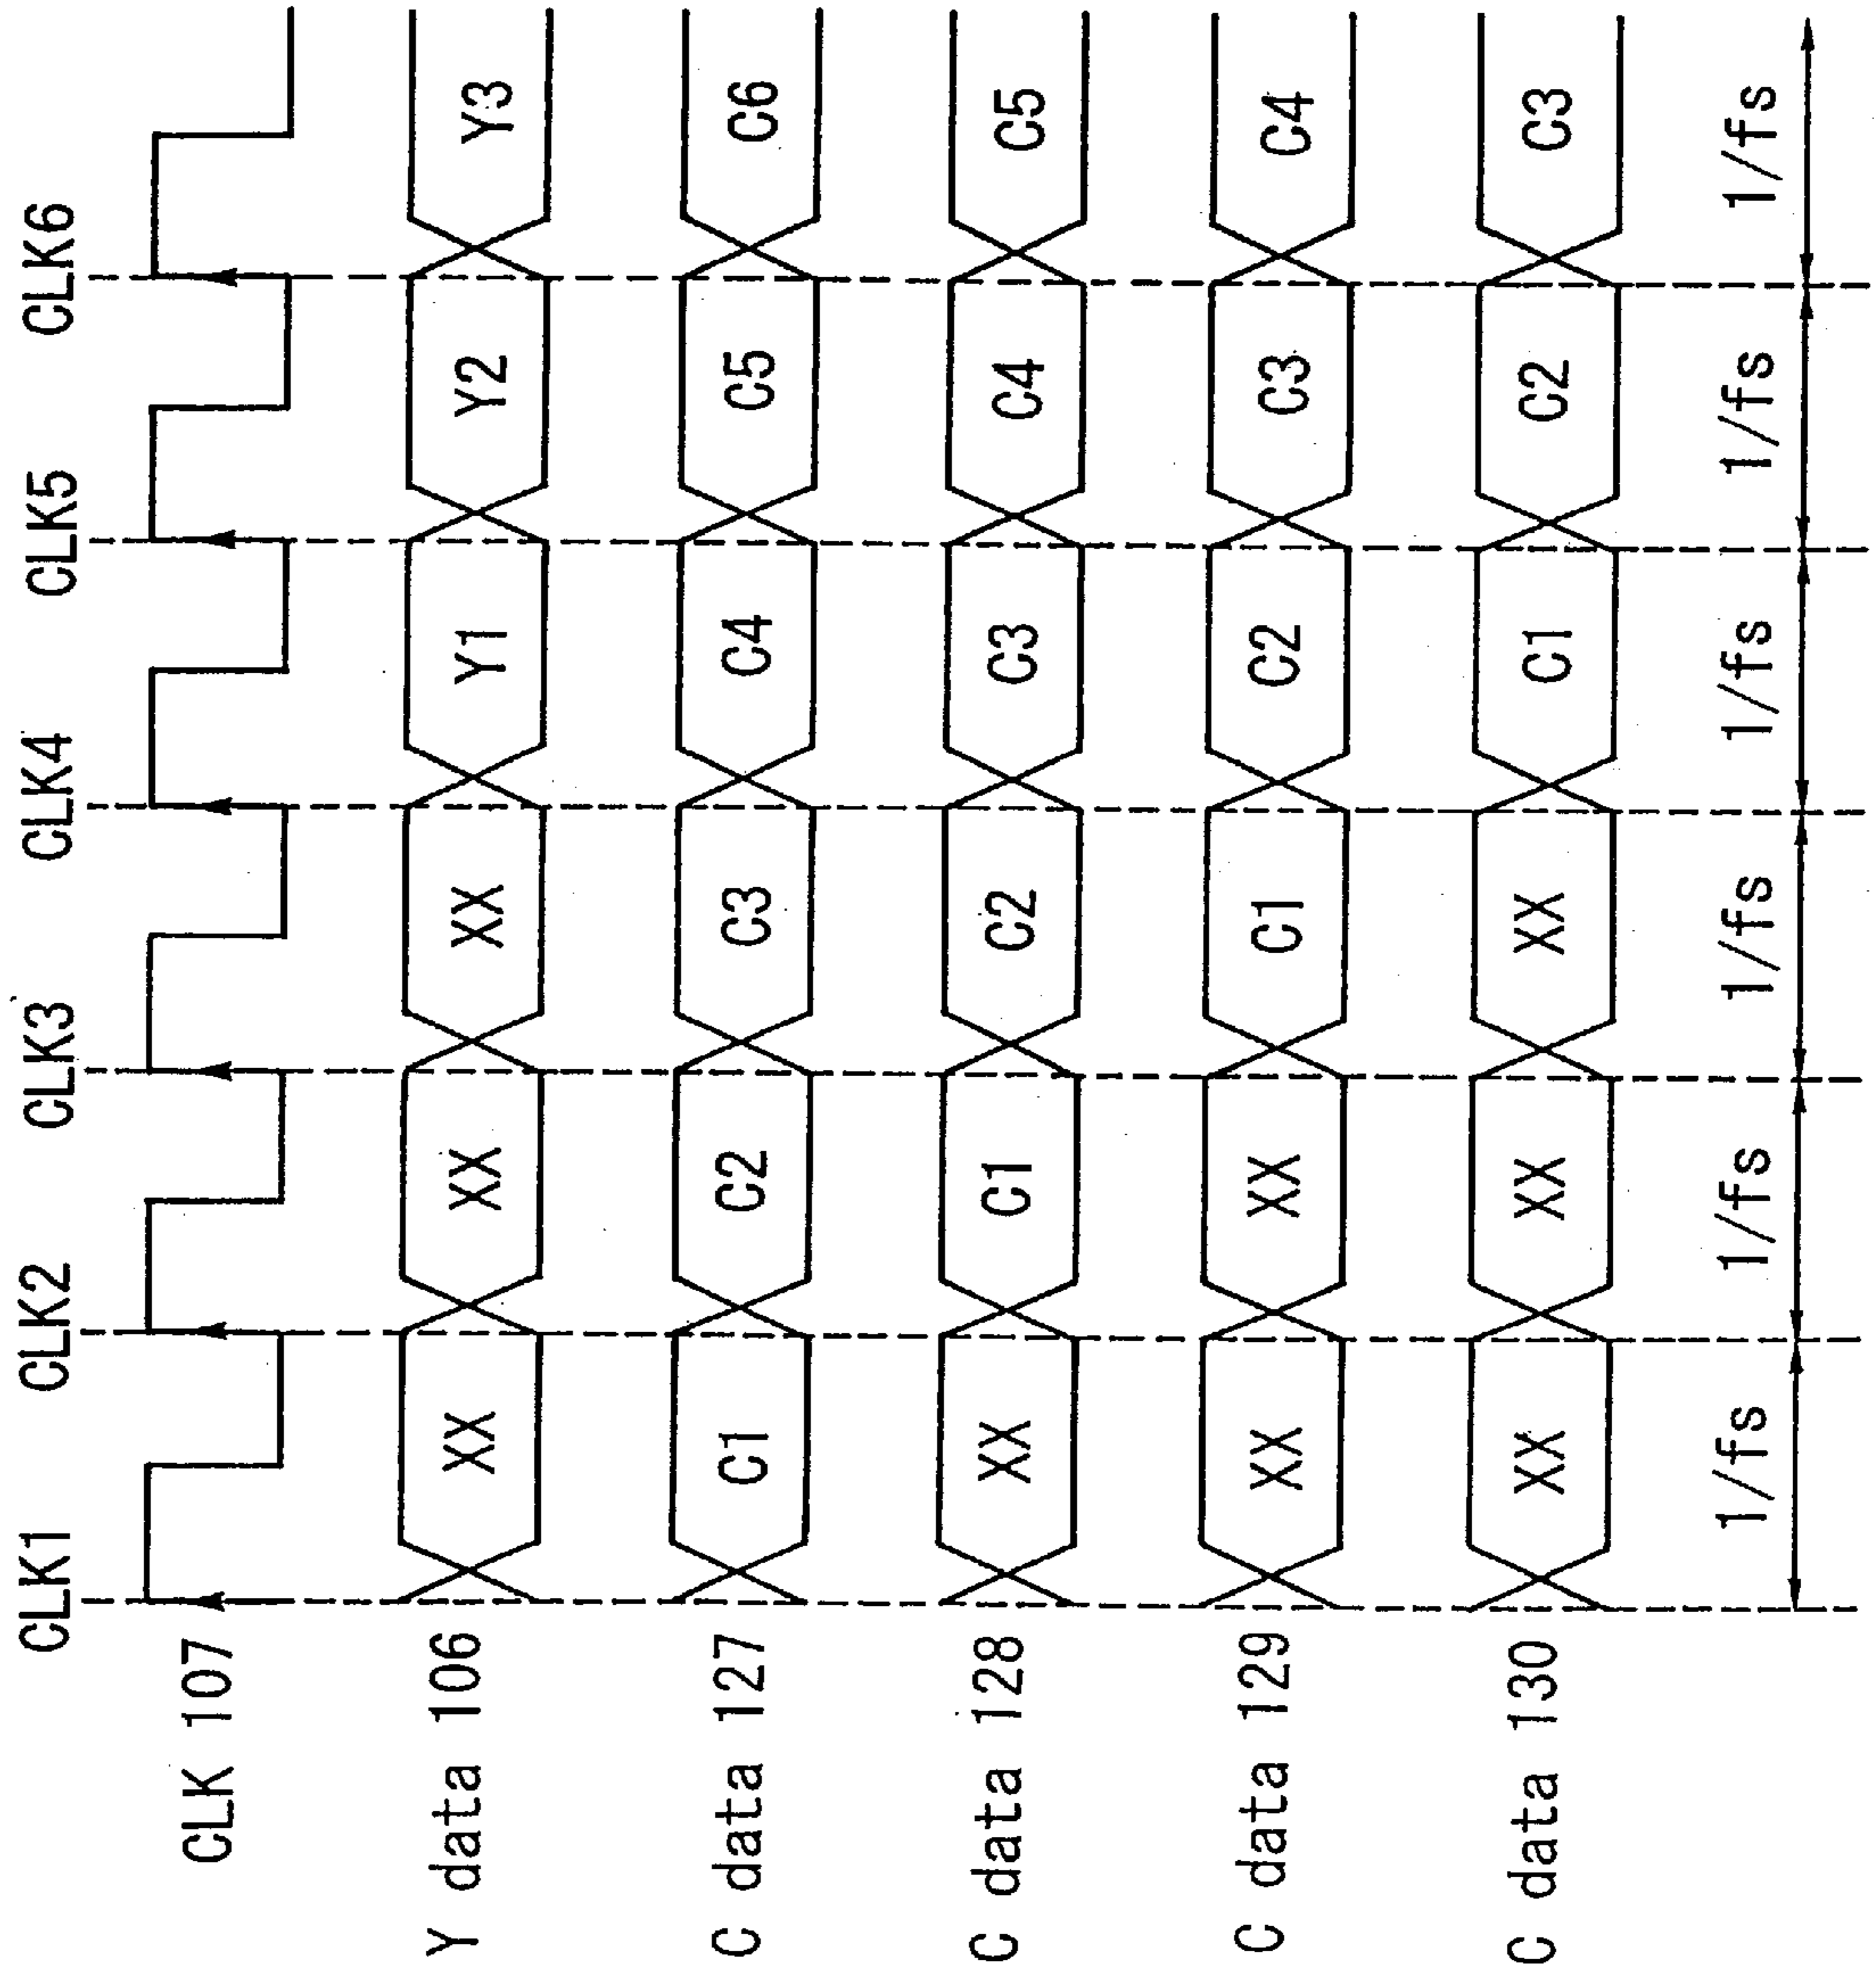 CLK1 CLK2 CLK3 CLK4 CLK5 CLK6
CLK 107
Y data 106 XX XX XX Y1 Y2 Y3
C data 127 C1 C2 C3 C4 C5 C6
C data 128 XX C1 C2 C3 C4 C5
C data 129 XX XX C1 C2 C3 C4
C data 130 XX XX XX C1 C2 C3
1/fs 1/fs 1/fs 1/fs 1/fs 1/fs